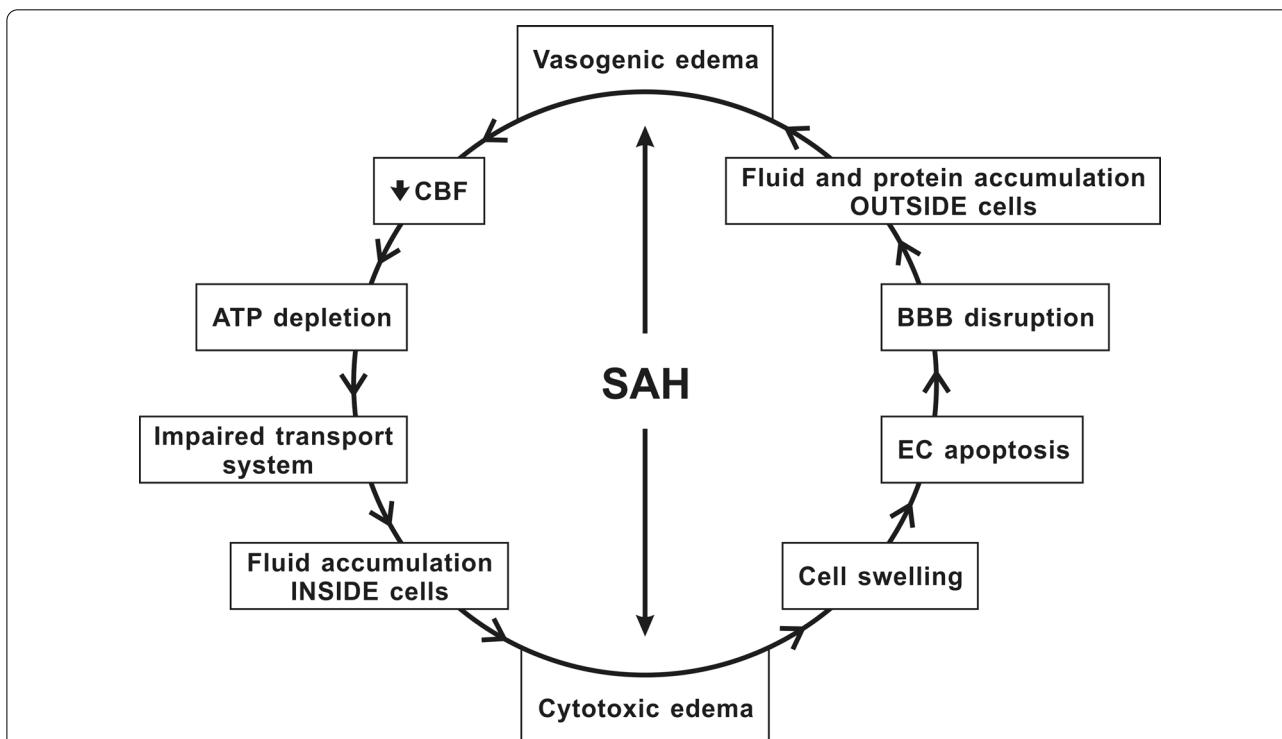 Vasogenic edema
CBF
Fluid and protein accumulation
OUTSIDE cells
ATP depletion
BBB disruption
SAH
Impaired transport
system
EC apoptosis
Fluid accumulation
INSIDE cells
Cell swelling
Cytotoxic edema